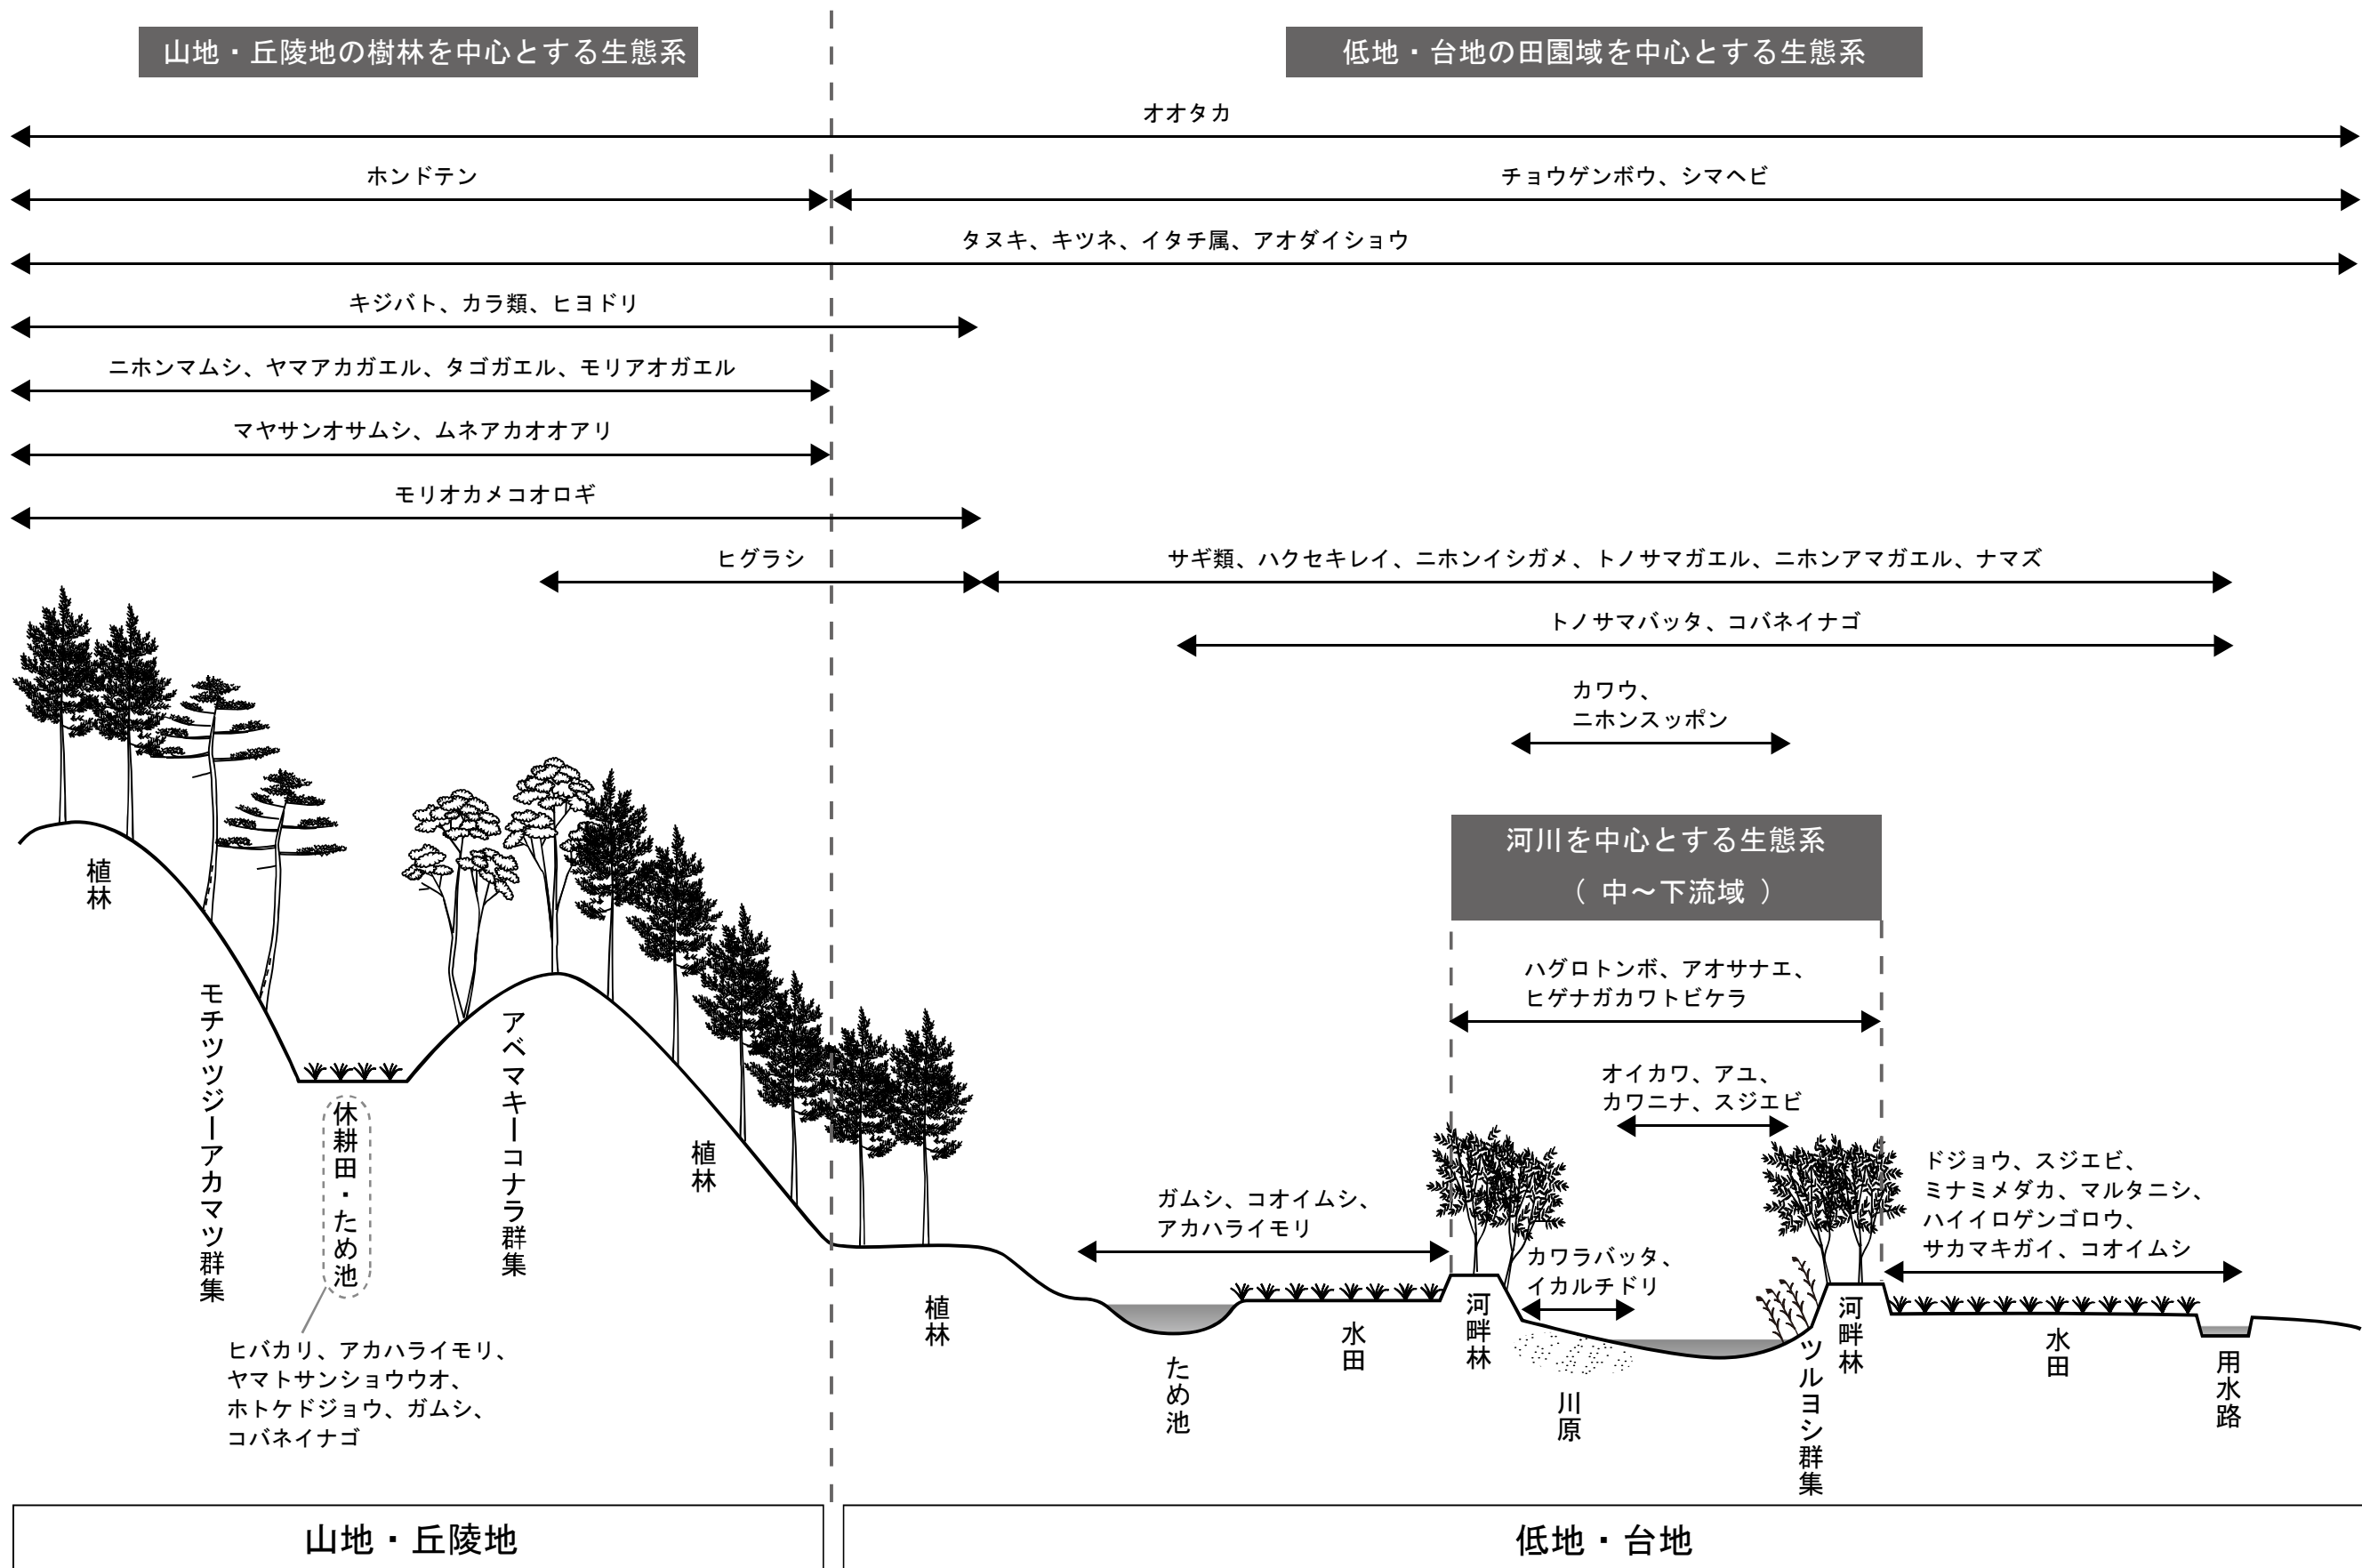 山地・丘陵地の樹林を中心とする生態系
低地・台地の田園域を中心とする生態系
オオタカ
ホンドテン
チョウゲンボウ、シマヘビ
タヌキ、キツネ、イタチ属、アオダイショウ
キジバト、カラ類、ヒヨドリ
ニホンマムシ、ヤマアカガエル、タゴガエル、モリアオガエル
マヤサンオサムシ、ムネアカオオアリ
モリオカメコオロギ
ヒグラシ
サギ類、ハクセキレイ、ニホンイシガメ、トノサマガエル、ニホンアマガエル、ナマズ
トノサマバッタ、コバネイナゴ
カワウ、
ニホンスッポン
河川を中心とする生態系
（ 中～下流域 ）
ハグロトンボ、アオサナエ、
ヒゲナガカワトビケラ
オイカワ、アユ、
カワニナ、スジエビ
ガムシ、コオイムシ、
アカハライモリ
カワラバッタ、
イカルチドリ
ドジョウ、スジエビ、
ミナミメダカ、マルタニシ、
ハイイロゲンゴロウ、
サカマキガイ、コオイムシ
植林
モチツツジーアカマツ群集
休耕田・ため池
アベマキーコナラ群集
植林
植林
ため池
水田
河畔林
川原
ツルヨシ群集
河畔林
水田
用水路
ヒバカリ、アカハライモリ、
ヤマトサンショウウオ、
ホトケドジョウ、ガムシ、
コバネイナゴ
山地・丘陵地
低地・台地